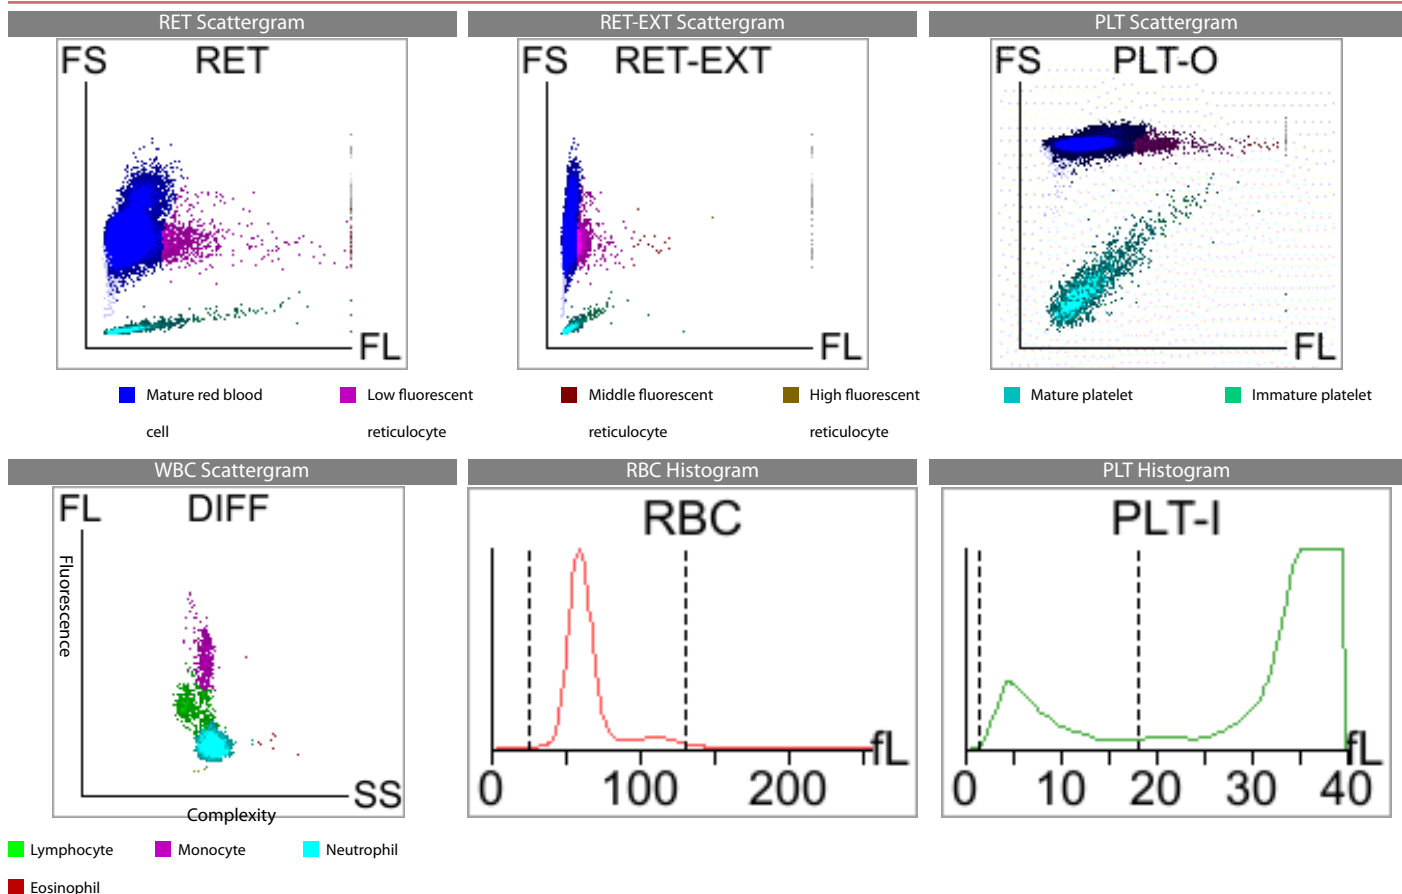 RET Scattergram
RET-EXT Scattergram
PLT Scattergram
FS RET
FL
FS RET-EXT
FL
FS PLT-O
FL
Mature red blood cell
Low fluorescent reticulocyte
Middle fluorescent reticulocyte
High fluorescent reticulocyte
Mature platelet
Immature platelet
WBC Scattergram
RBC Histogram
PLT Histogram
FL DIFF
Fluorescence
SS
Complexity
RBC
fL
0 100 200
PLT-I
fL
0 10 20 30 40
Lymphocyte
Monocyte
Neutrophil
Eosinophil